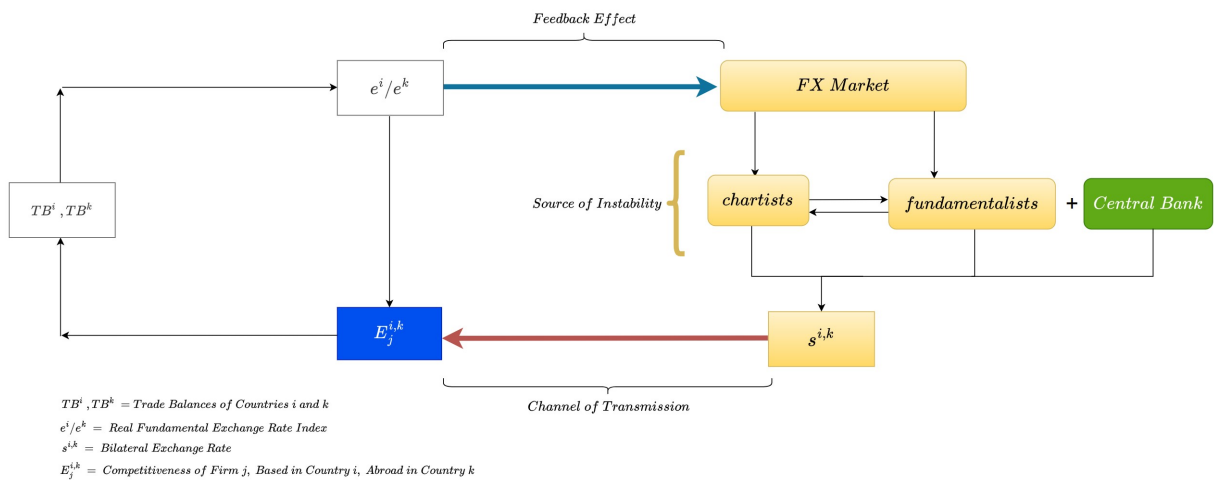 Feedback Effect
e^i/e^k
FX Market
TB^i , TB^k
Source of Instability
chartists
fundamentalists
+
Central Bank
E_j^{i,k}
s^{i,k}
Channel of Transmission
TB^i , TB^k = Trade Balances of Countries i and k
e^i/e^k = Real Fundamental Exchange Rate Index
s^{i,k} = Bilateral Exchange Rate
E_j^{i,k} = Competitiveness of Firm j, Based in Country i, Abroad in Country k